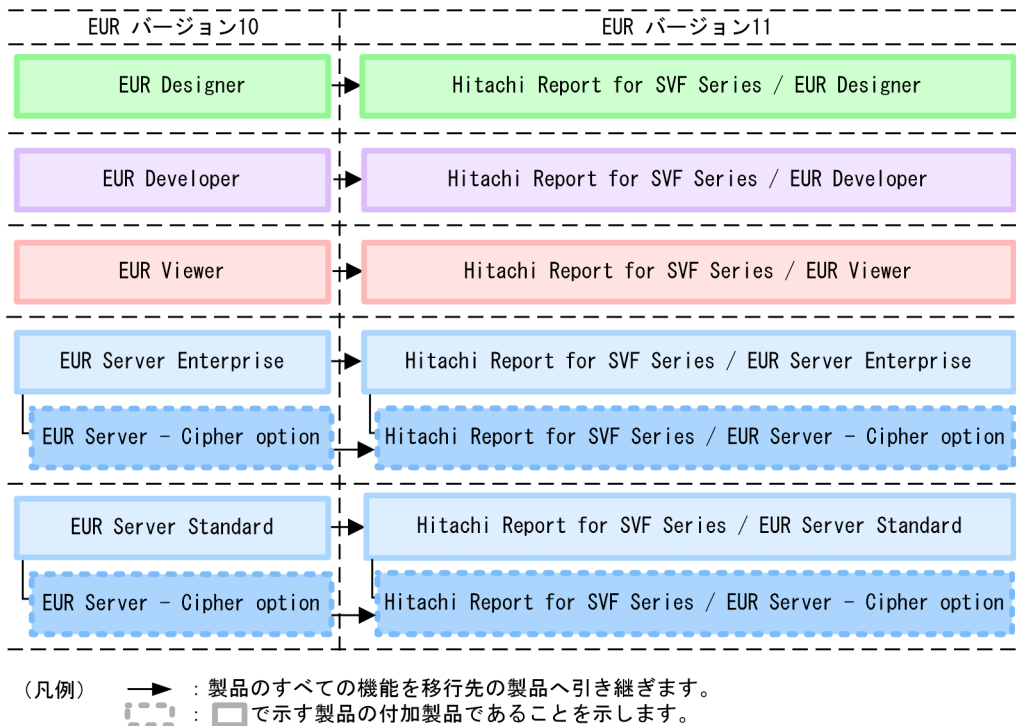 EUR バージョン10
EUR バージョン11
EUR Designer
Hitachi Report for SVF Series / EUR Designer
EUR Developer
Hitachi Report for SVF Series / EUR Developer
EUR Viewer
Hitachi Report for SVF Series / EUR Viewer
EUR Server Enterprise
Hitachi Report for SVF Series / EUR Server Enterprise
EUR Server − Cipher option
Hitachi Report for SVF Series / EUR Server − Cipher option
EUR Server Standard
Hitachi Report for SVF Series / EUR Server Standard
EUR Server − Cipher option
Hitachi Report for SVF Series / EUR Server − Cipher option
(凡例) : 製品のすべての機能を移行先の製品へ引き継ぎます。
: で示す製品の付加製品であることを示します。